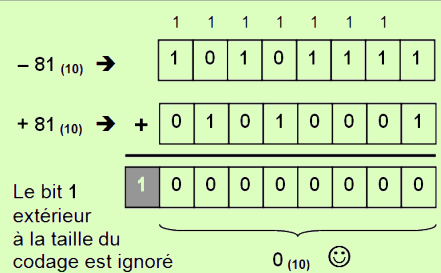 1 1 1 1 1 1 1
– 81 (10) ➔ 1 0 1 0 1 1 1 1
+ 81 (10) ➔ + 0 1 0 1 0 0 0 1
1 0 0 0 0 0 0 0 0
Le bit 1
extérieur
à la taille du
codage est ignoré
0 (10) ☺